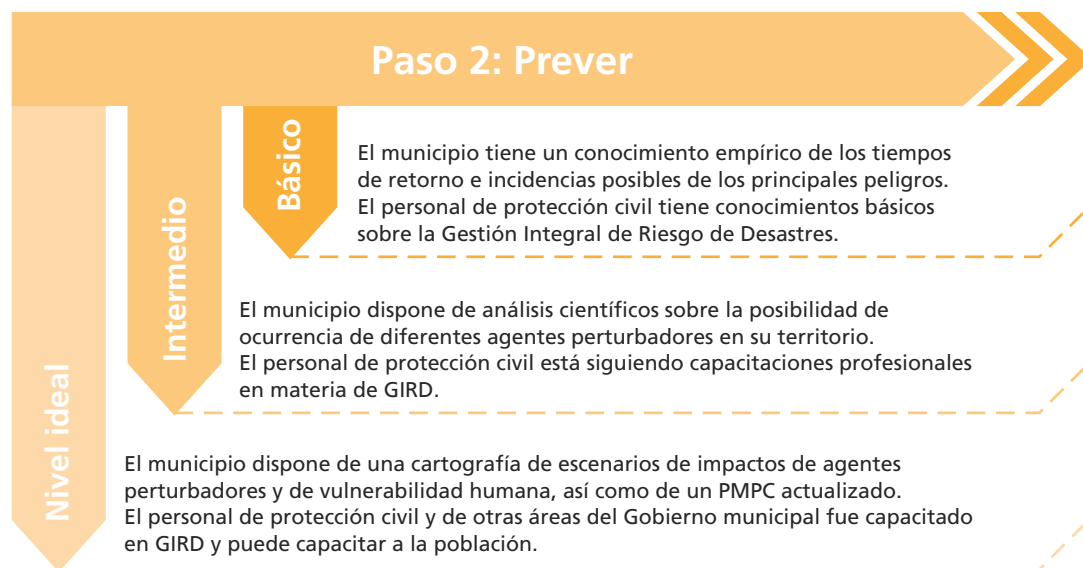 Paso 2: Prever
Básico
El municipio tiene un conocimiento empírico de los tiempos
de retorno e incidencias posibles de los principales peligros.
El personal de protección civil tiene conocimientos básicos
sobre la Gestión Integral de Riesgo de Desastres.
Intermedio
El municipio dispone de análisis científicos sobre la posibilidad de
ocurrencia de diferentes agentes perturbadores en su territorio.
El personal de protección civil está siguiendo capacitaciones profesionales
en materia de GIRD.
Nivel ideal
El municipio dispone de una cartografía de escenarios de impactos de agentes
perturbadores y de vulnerabilidad humana, así como de un PMPC actualizado.
El personal de protección civil y de otras áreas del Gobierno municipal fue capacitado
en GIRD y puede capacitar a la población.